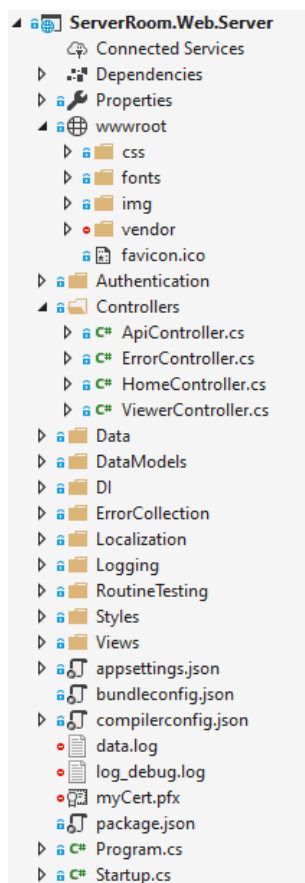 ServerRoom.Web.Server
Connected Services
Dependencies
Properties
wwwroot
css
fonts
img
vendor
favicon.ico
Authentication
Controllers
C# ApiController.cs
C# ErrorController.cs
C# HomeController.cs
C# ViewerController.cs
Data
DataModels
DI
ErrorCollection
Localization
Logging
RoutineTesting
Styles
Views
appsettings.json
bundleconfig.json
compilerconfig.json
data.log
log_debug.log
myCert.pfx
package.json
C# Program.cs
C# Startup.cs